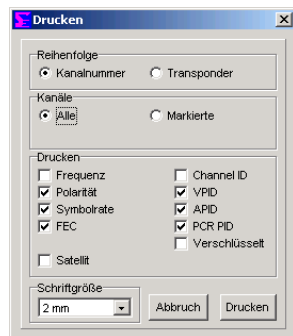 Drucken
Reihenfolge
Kanalnummer Transponder
Kanäle
Alle Markierte
Drucken
Frequenz Channel ID
Polarität VPID
Symbolrate APID
FEC PCR PID
Verschlüsselt
Satellit
Schriftgröße
2 mm Abbruch Drucken